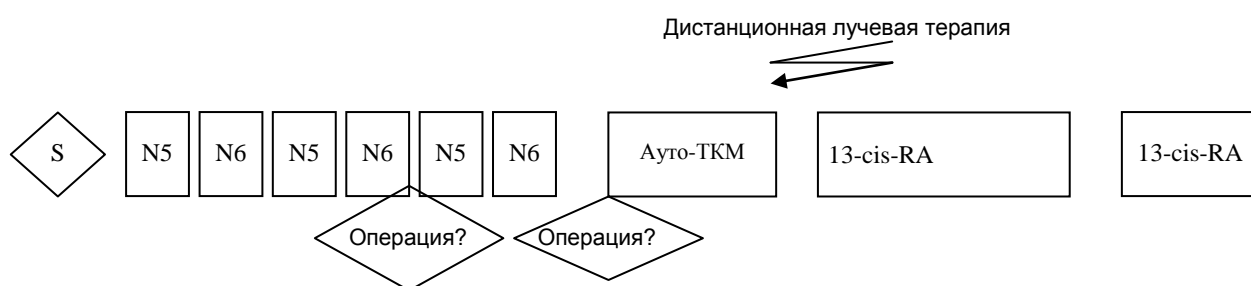 Дистанционная лучевая терапия
S N5 N6 N5 N6 N5 N6 Ауто-ТКМ 13-cis-RA 13-cis-RA
Операция? Операция?